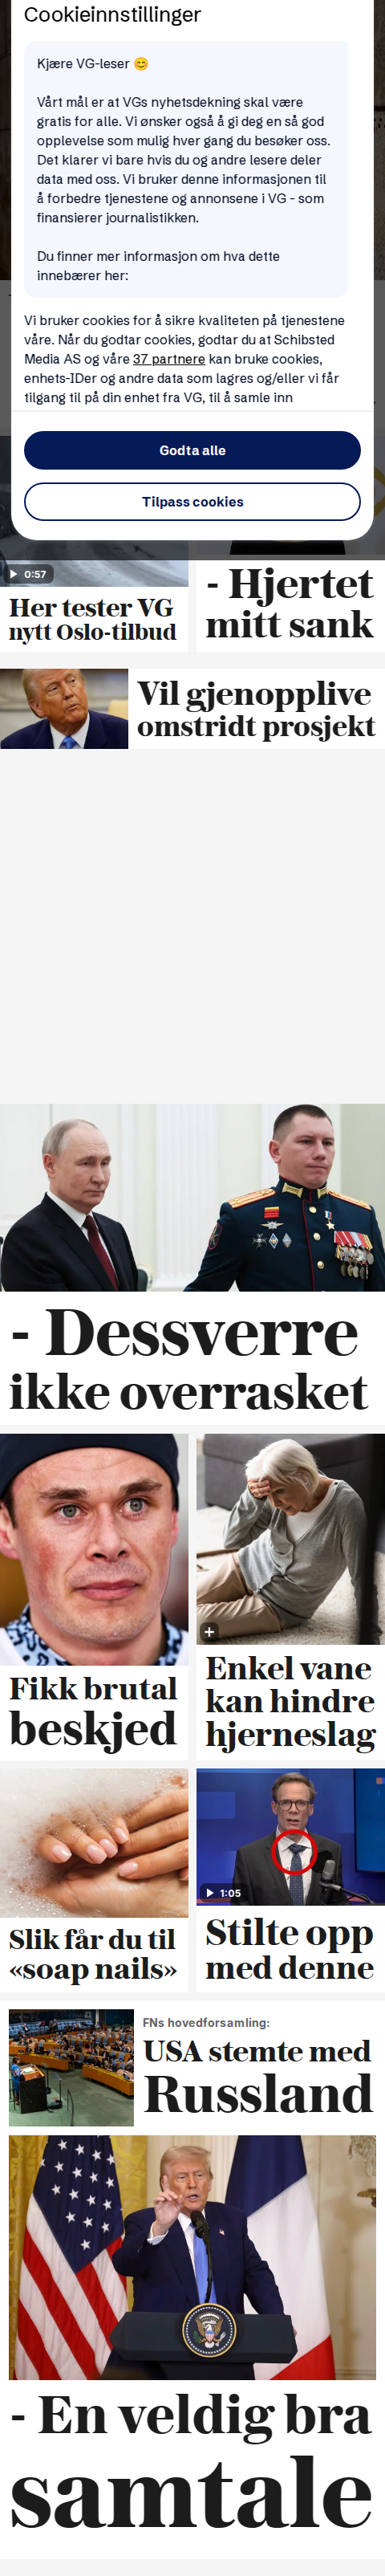 Cookieinnstillinger
Kjære VG-leser 😊
Vårt mål er at VGs nyhetsdekning skal være
gratis for alle. Vi ønsker også å gi deg en så god
opplevelse som mulig hver gang du besøker oss.
Det klarer vi bare hvis du og andre lesere deler
data med oss. Vi bruker denne informasjonen til
å forbedre tjenestene og annonsene i VG - som
finansierer journalistikken.
Du finner mer informasjon om hva dette
innebærer her:
Vi bruker cookies for å sikre kvaliteten på tjenestene
våre. Når du godtar cookies, godtar du at Schibsted
Media AS og våre 37 partnere kan bruke cookies,
enhets-IDer og andre data som lagres og/eller vi får
tilgang til på din enhet fra VG, til å samle inn
Godta alle
Tilpass cookies
0:57
Her tester VG
nytt Oslo-tilbud
- Hjertet
mitt sank
Vil gjenopplive
omstridt prosjekt
- Dessverre
ikke overrasket
Fikk brutal
beskjed
Enkel vane
kan hindre
hjerneslag
Slik får du til
«soap nails»
1:05
Stilte opp
med denne
FNs hovedforsamling:
USA stemte med
Russland
- En veldig bra
samtale